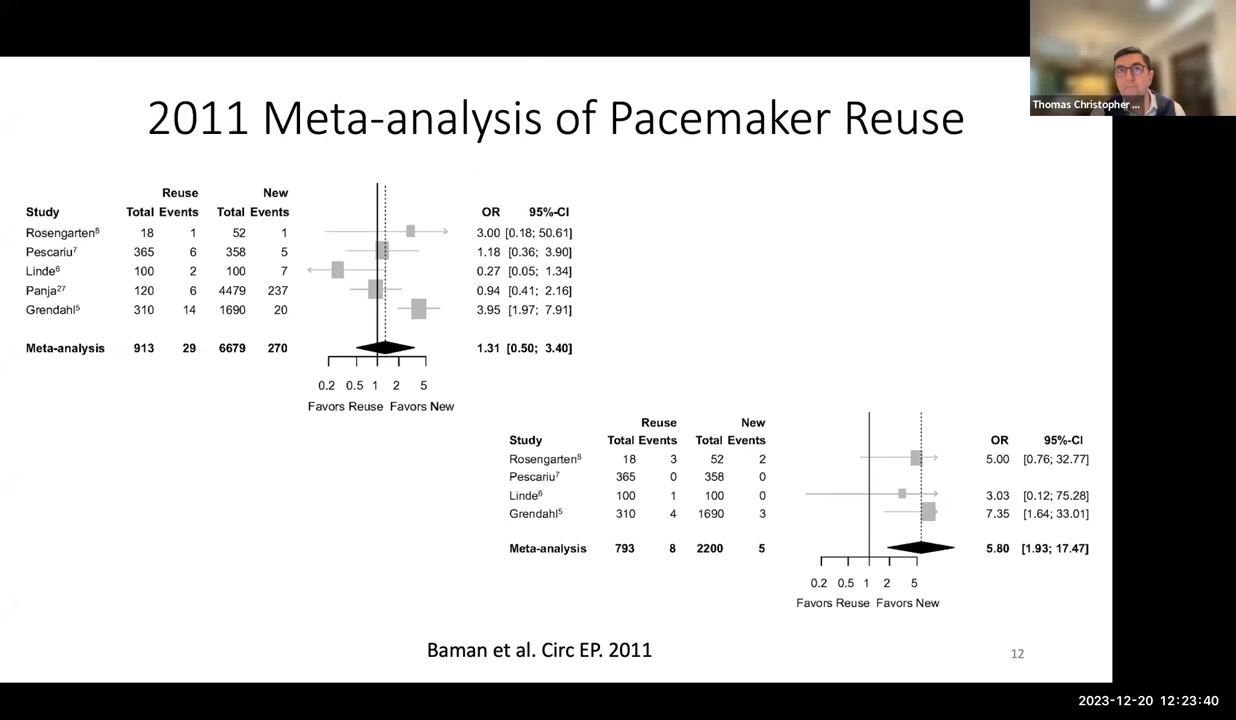 Thomas Christopher ...
2011 Meta-analysis of Pacemaker Reuse
Reuse New
Study Total Events Total Events OR 95%-CI
Rosengarten⁸ 18 1 52 1 3.00 [0.18; 50.61]
Pescariu⁷ 365 6 358 5 1.18 [0.36; 3.90]
Linde⁶ 100 2 100 7 0.27 [0.05; 1.34]
Panja²⁷ 120 6 4479 237 0.94 [0.41; 2.16]
Grendahl⁵ 310 14 1690 20 3.95 [1.97; 7.91]
Meta-analysis 913 29 6679 270 1.31 [0.50; 3.40]
0.2 0.5 1 2 5
Favors Reuse Favors New
Reuse New
Study Total Events Total Events OR 95%-CI
Rosengarten⁸ 18 3 52 2 5.00 [0.76; 32.77]
Pescariu⁷ 365 0 358 0
Linde⁶ 100 1 100 0 3.03 [0.12; 75.28]
Grendahl⁵ 310 4 1690 3 7.35 [1.64; 33.01]
Meta-analysis 793 8 2200 5 5.80 [1.93; 17.47]
0.2 0.5 1 2 5
Favors Reuse Favors New
Baman et al. Circ EP. 2011
12
2023-12-20 12:23:40